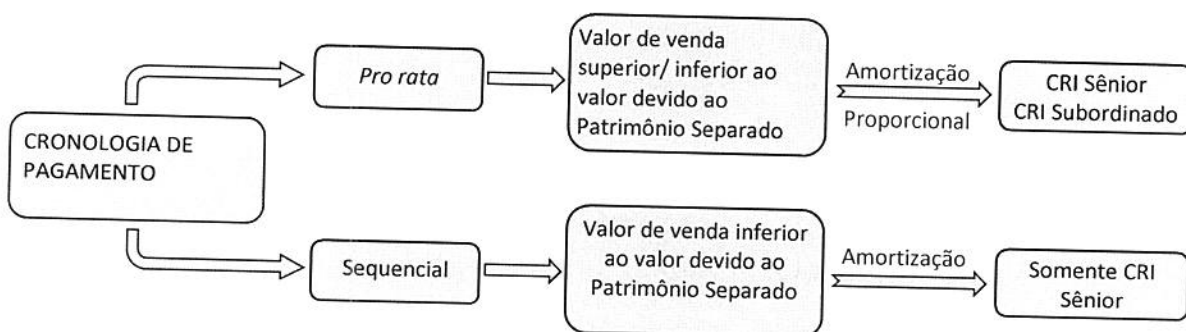 CRONOLOGIA DE
PAGAMENTO
Pro rata
Valor de venda
superior/ inferior ao
valor devido ao
Patrimônio Separado
Amortização
Proporcional
CRI Sênior
CRI Subordinado
Sequencial
Valor de venda inferior
ao valor devido ao
Patrimônio Separado
Amortização
Somente CRI
Sênior